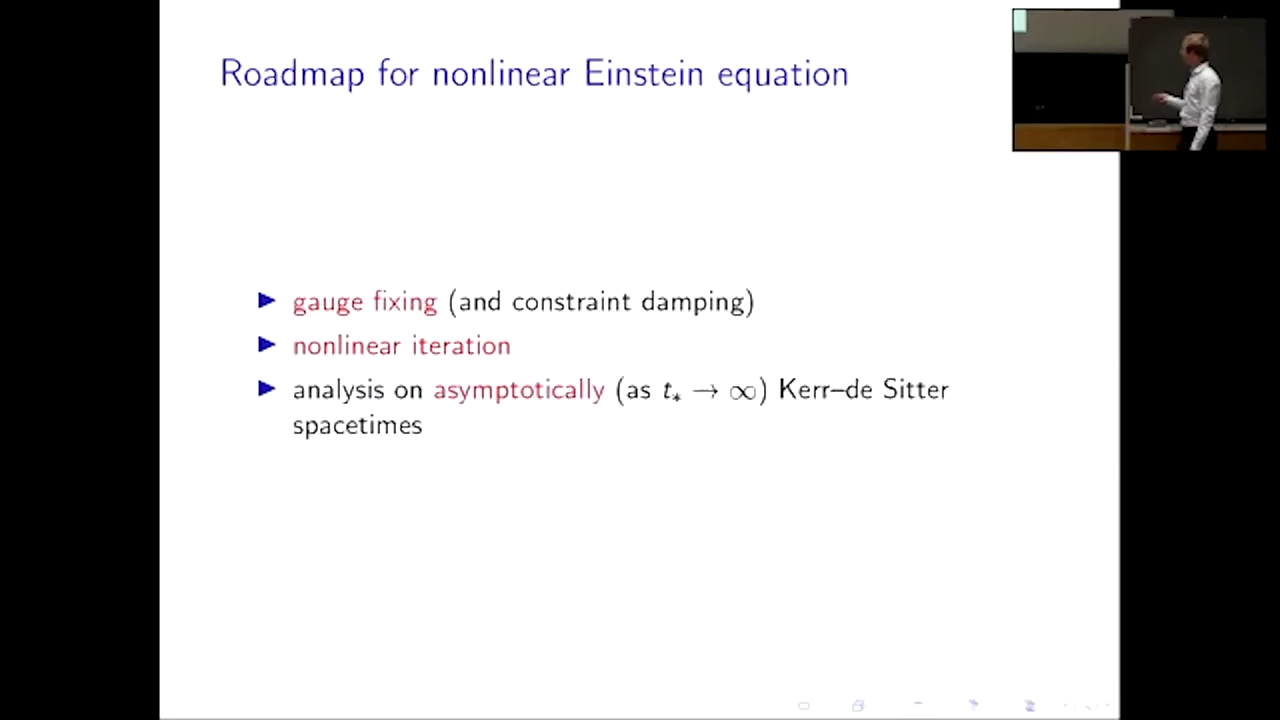 Roadmap for nonlinear Einstein equation
▶ gauge fixing (and constraint damping)
▶ nonlinear iteration
▶ analysis on asymptotically (as t⁎ → ∞) Kerr–de Sitter
spacetimes